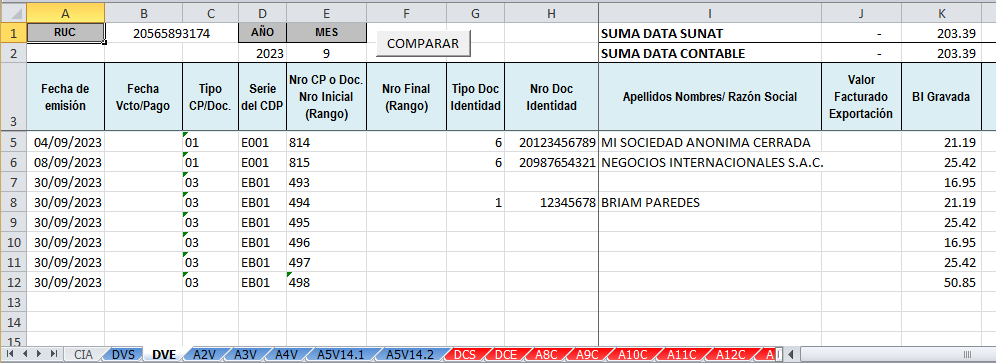 A B C D E F G H I J K
1 RUC 20565893174 AÑO MES COMPARAR SUMA DATA SUNAT - 203.39
2 2023 9 SUMA DATA CONTABLE - 203.39
3 Fecha de emisión Fecha Vcto/Pago Tipo CP/Doc. Serie del CDP Nro CP o Doc. Nro Inicial (Rango) Nro Final (Rango) Tipo Doc Identidad Nro Doc Identidad Apellidos Nombres/ Razón Social Valor Facturado Exportación BI Gravada
5 04/09/2023 01 E001 814 6 20123456789 MI SOCIEDAD ANONIMA CERRADA 21.19
6 08/09/2023 01 E001 815 6 20987654321 NEGOCIOS INTERNACIONALES S.A.C. 25.42
7 30/09/2023 03 EB01 493 16.95
8 30/09/2023 03 EB01 494 1 12345678 BRIAM PAREDES 21.19
9 30/09/2023 03 EB01 495 25.42
10 30/09/2023 03 EB01 496 16.95
11 30/09/2023 03 EB01 497 25.42
12 30/09/2023 03 EB01 498 50.85
13
14
15
CIA DVS DVE A2V A3V A4V A5V14.1 A5V14.2 DCS DCE A8C A9C A10C A11C A12C A